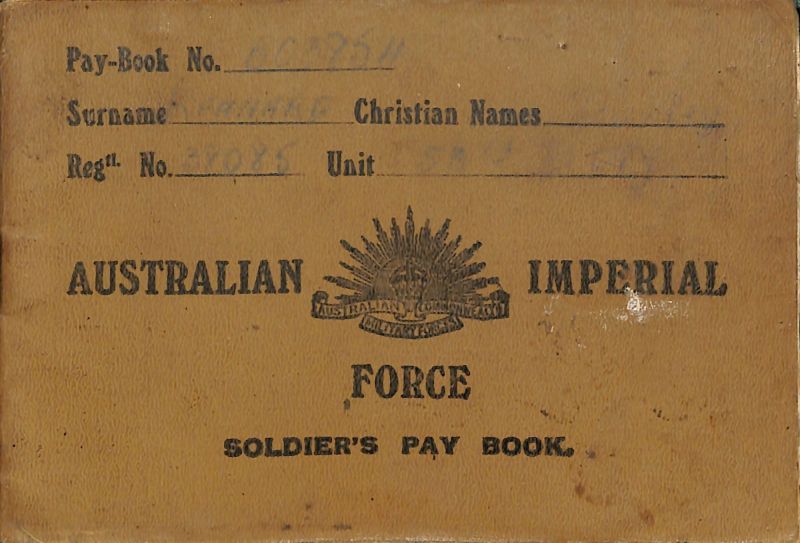 Pay-Book No.
Surname Christian Names
Regtl. No. 39085 Unit
AUSTRALIAN IMPERIAL
AUSTRALIAN COMMONWEALTH
MILITARY FORCES
FORCE
SOLDIER'S PAY BOOK.